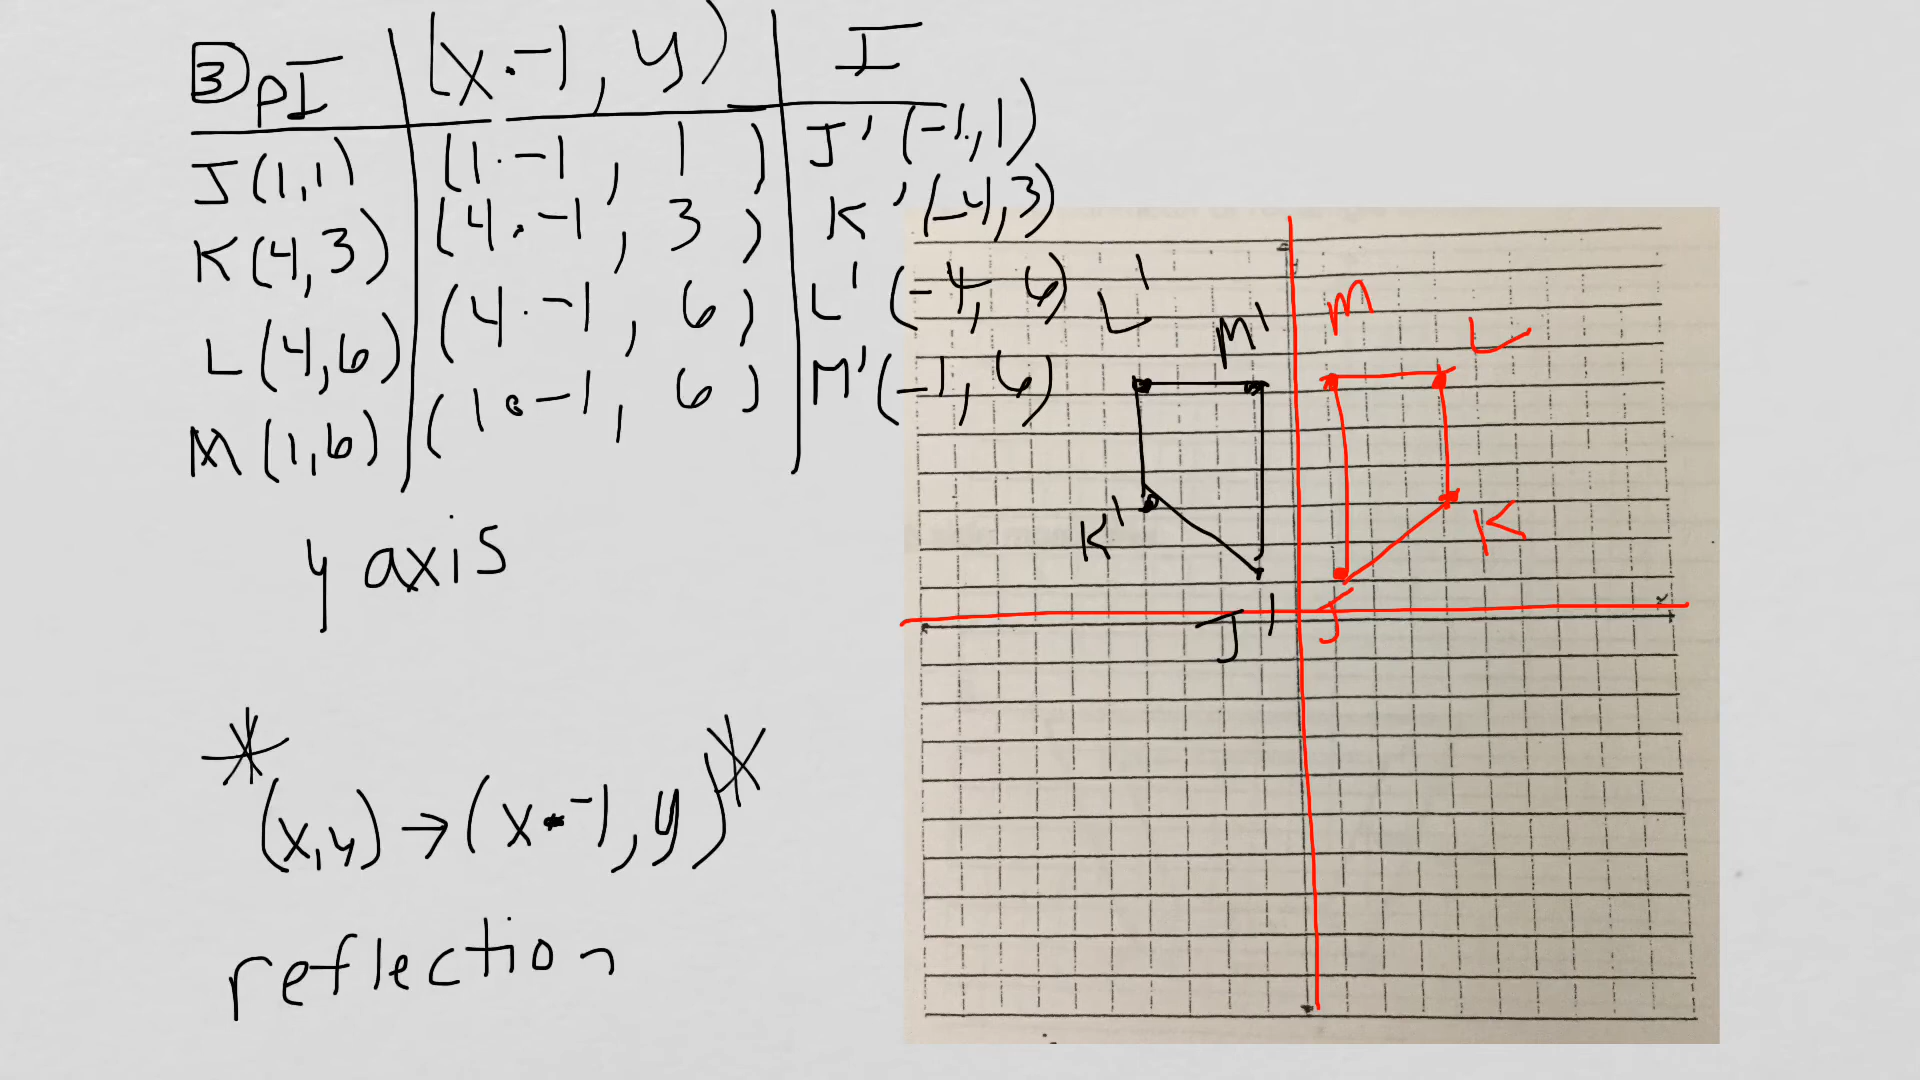 3 PI | (x·-1, y) | I
J(1,1) | (1·-1, 1) | J'(-1,1)
K(4,3) | (4·-1, 3) | K'(-4,3)
L(4,6) | (4·-1, 6) | L'(-4,6)
M(1,6) | (1·-1, 6) | M'(-1,6)
y axis
*(x,y)→(x·-1,y)*
reflection
L'
M'
M
L
K'
K
J'
J
x